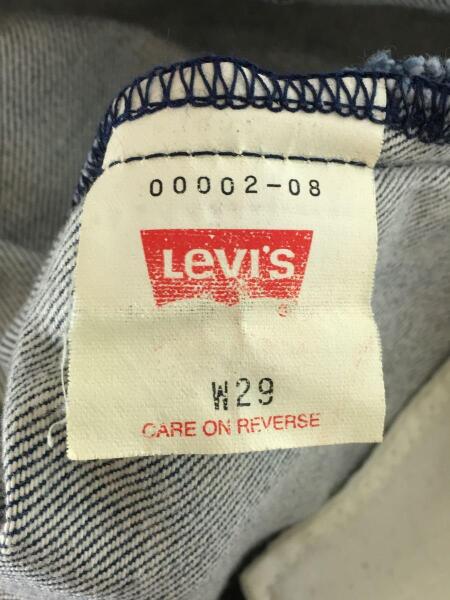 00002-08
Levi's
W29
CARE ON REVERSE